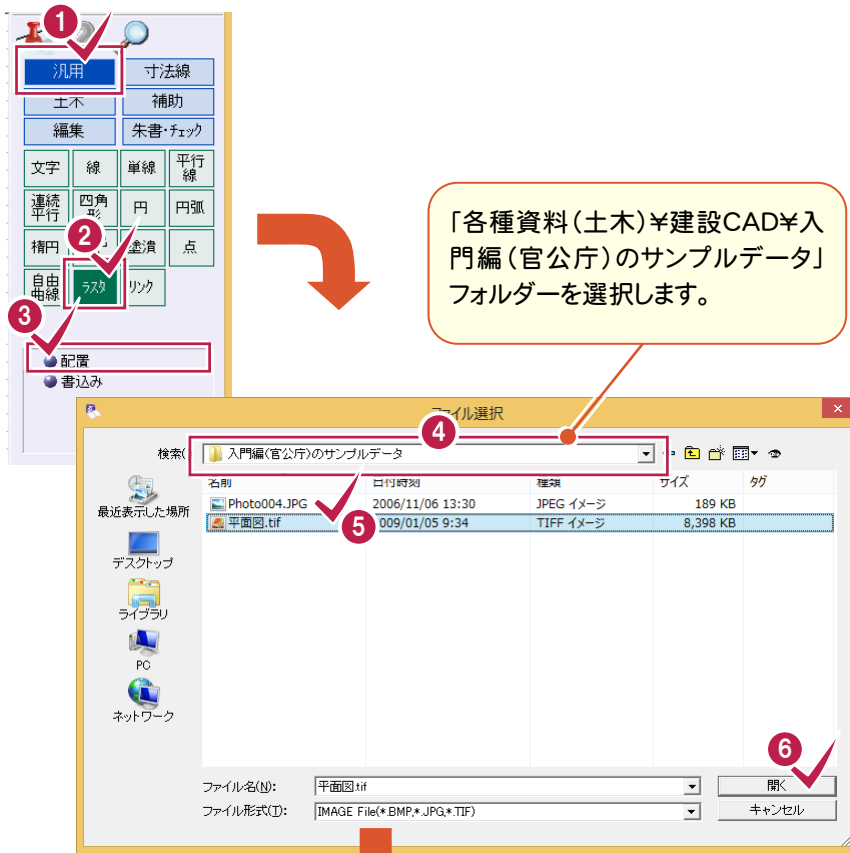 1
汎用 寸法線
土木 補助
編集 朱書・チェック
文字 線 単線 平行線
連続平行 四角形 円 円弧
楕円 塗潰 点
2
自由曲線 ラスタ リンク
3
配置
書込み
「各種資料(土木)¥建設CAD¥入
門編(官公庁)のサンプルデータ」
フォルダーを選択します。
ファイル選択
4
検索( 入門編(官公庁)のサンプルデータ
名前 日付時刻 種類 サイズ タグ
Photo004.JPG 2006/11/06 13:30 JPEG イメージ 189 KB
平面図.tif 2009/01/05 9:34 TIFF イメージ 8,398 KB
5
最近表示した場所
デスクトップ
ライブラリ
PC
ネットワーク
6
ファイル名(N): 平面図.tif 開く
ファイル形式(T): IMAGE File(*.BMP,*.JPG,*.TIF) キャンセル